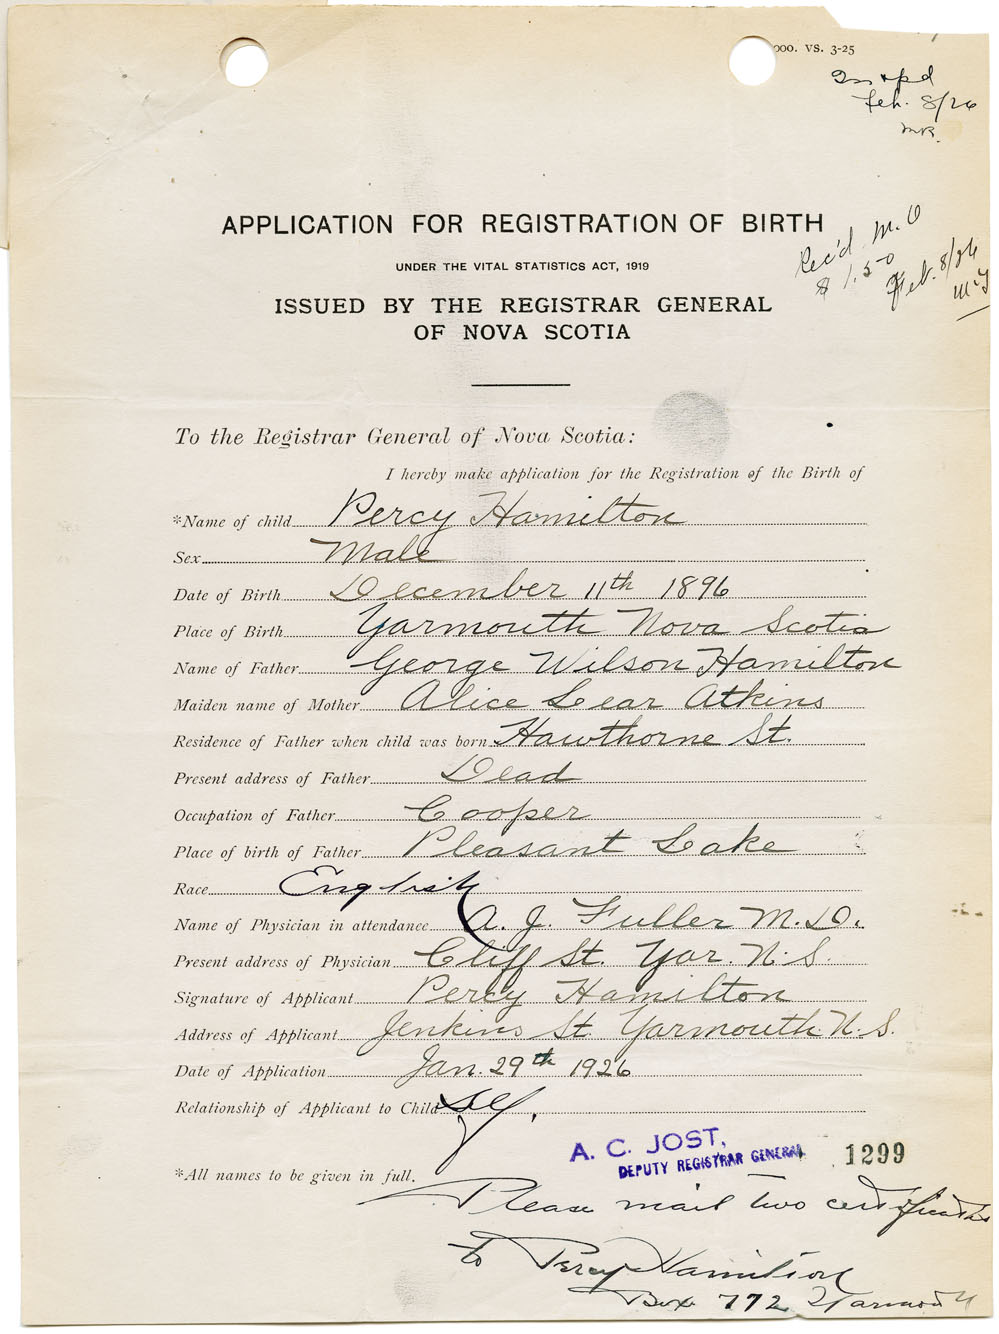 000. VS. 3-25
Feb. 8/26
MR.
APPLICATION FOR REGISTRATION OF BIRTH
UNDER THE VITAL STATISTICS ACT, 1919
Rec'd M.O
$1.50
Feb. 8/26
ISSUED BY THE REGISTRAR GENERAL
OF NOVA SCOTIA
To the Registrar General of Nova Scotia:
I hereby make application for the Registration of the Birth of
*Name of child Percy Hamilton
Sex Male
Date of Birth December 11th 1896
Place of Birth Yarmouth Nova Scotia
Name of Father George Wilson Hamilton
Maiden name of Mother Alice Lear Atkins
Residence of Father when child was born Hawthorne St.
Present address of Father Dead
Occupation of Father Cooper
Place of birth of Father Pleasant Lake
Race English
Name of Physician in attendance A. J. Fuller M.D.
Present address of Physician Cliff St. Yar. N.S.
Signature of Applicant Percy Hamilton
Address of Applicant Jenkins St. Yarmouth N.S.
Date of Application Jan. 29th 1926
Relationship of Applicant to Child self.
A. C. JOST,
DEPUTY REGISTRAR GENERAL
1299
*All names to be given in full.
Please mail two certificates
to Percy Hamilton
Box 772 Yarmouth